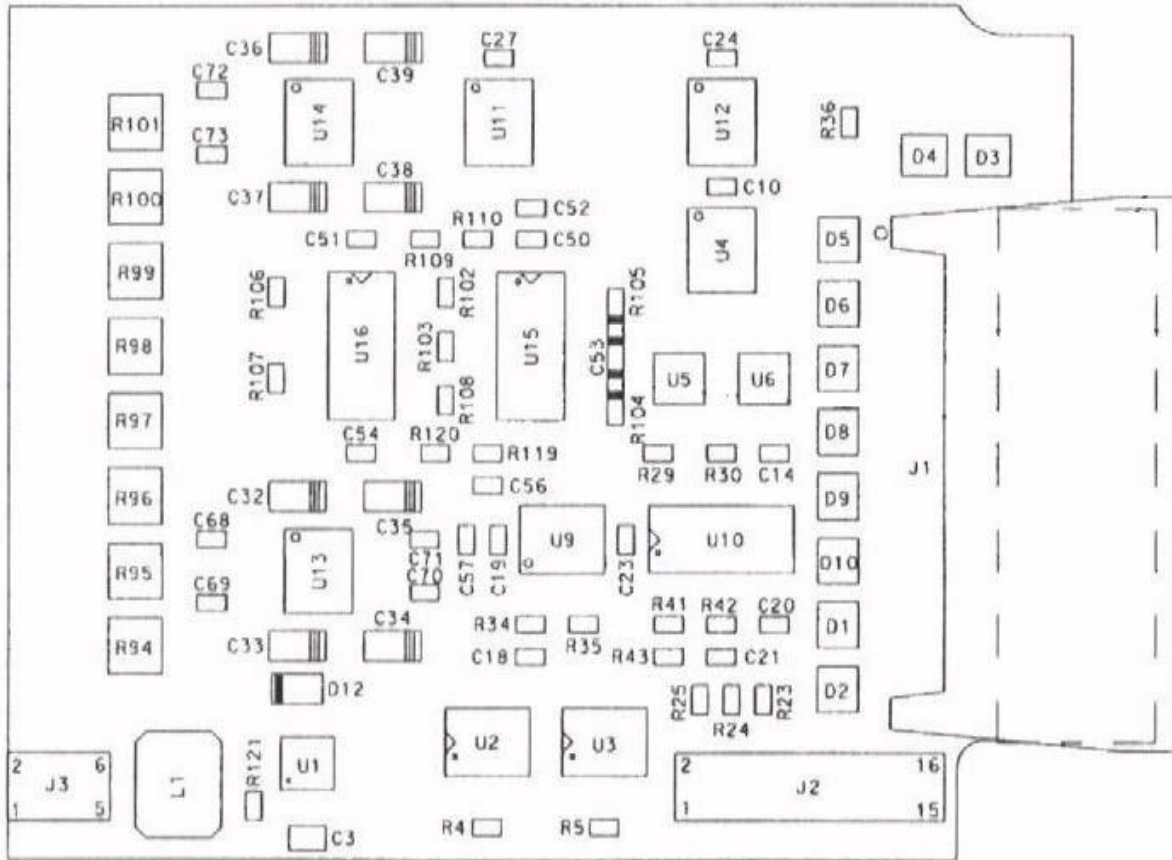 C36
C39
C27
C24
C72
R101
U14
U11
U12
R36
C73
D4
D3
R100
C37
C38
C10
C52
R110
C51
R109
C50
U4
D5
R99
R106
R102
R105
D6
R98
U16
R103
U15
C53
R107
U5
U6
D7
R97
R108
R104
D8
C54
R120
R119
R29
R30
C14
J1
R96
C32
C35
C56
D9
C68
U13
C71
C57
C19
U9
C23
U10
R95
C70
D10
C69
C34
R34
R35
R41
R42
C20
D1
R94
C33
C18
R43
C21
D12
R25
R24
R23
D2
U2
U3
2 6
J3
1 5
L1
R121
U1
2 16
J2
1 15
C3
R4
R5